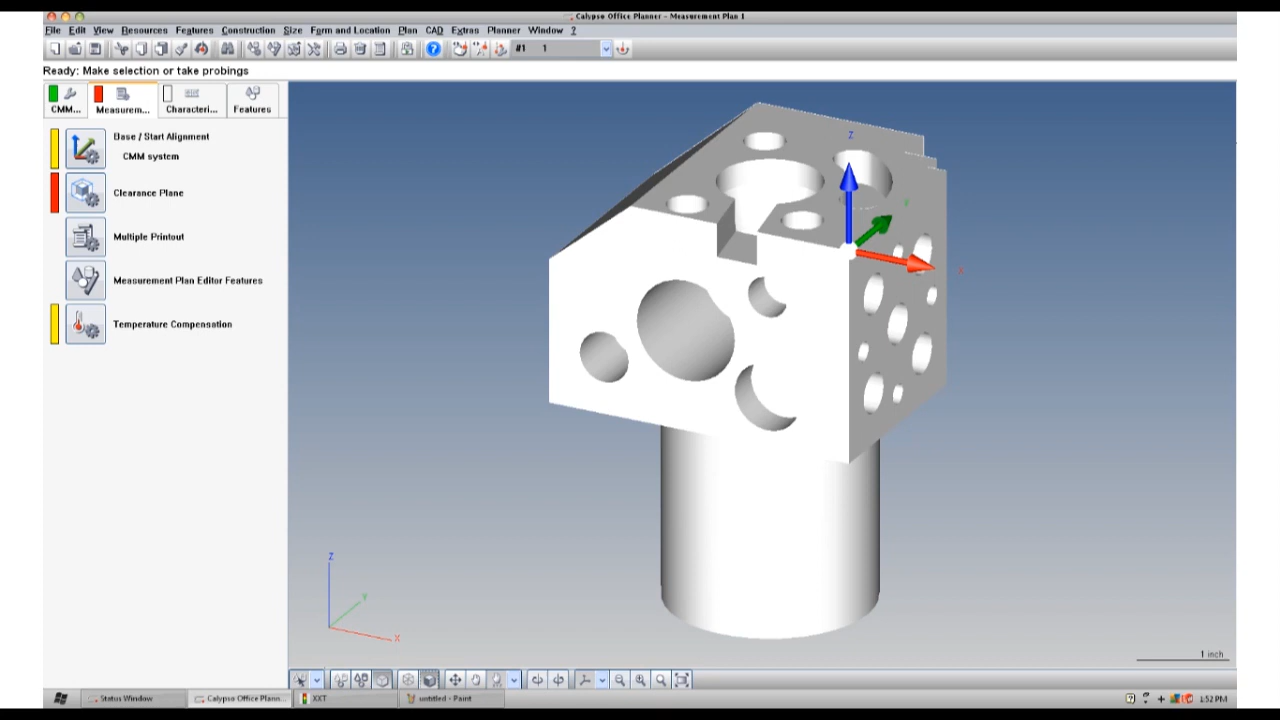 Calypso Office Planner - Measurement Plan 1
File Edit View Resources Features Construction Size Form and Location Plan CAD Extras Planner Window ?
#1 1
Ready: Make selection or take probings
CMM... Measurem... Characteri... Features
Base / Start Alignment
CMM system
Clearance Plane
Multiple Printout
Measurement Plan Editor Features
Temperature Compensation
Z
Y
X
Z
Y
X
1 inch
Status Window Calypso Office Plann... XXT untitled - Paint 1:52 PM